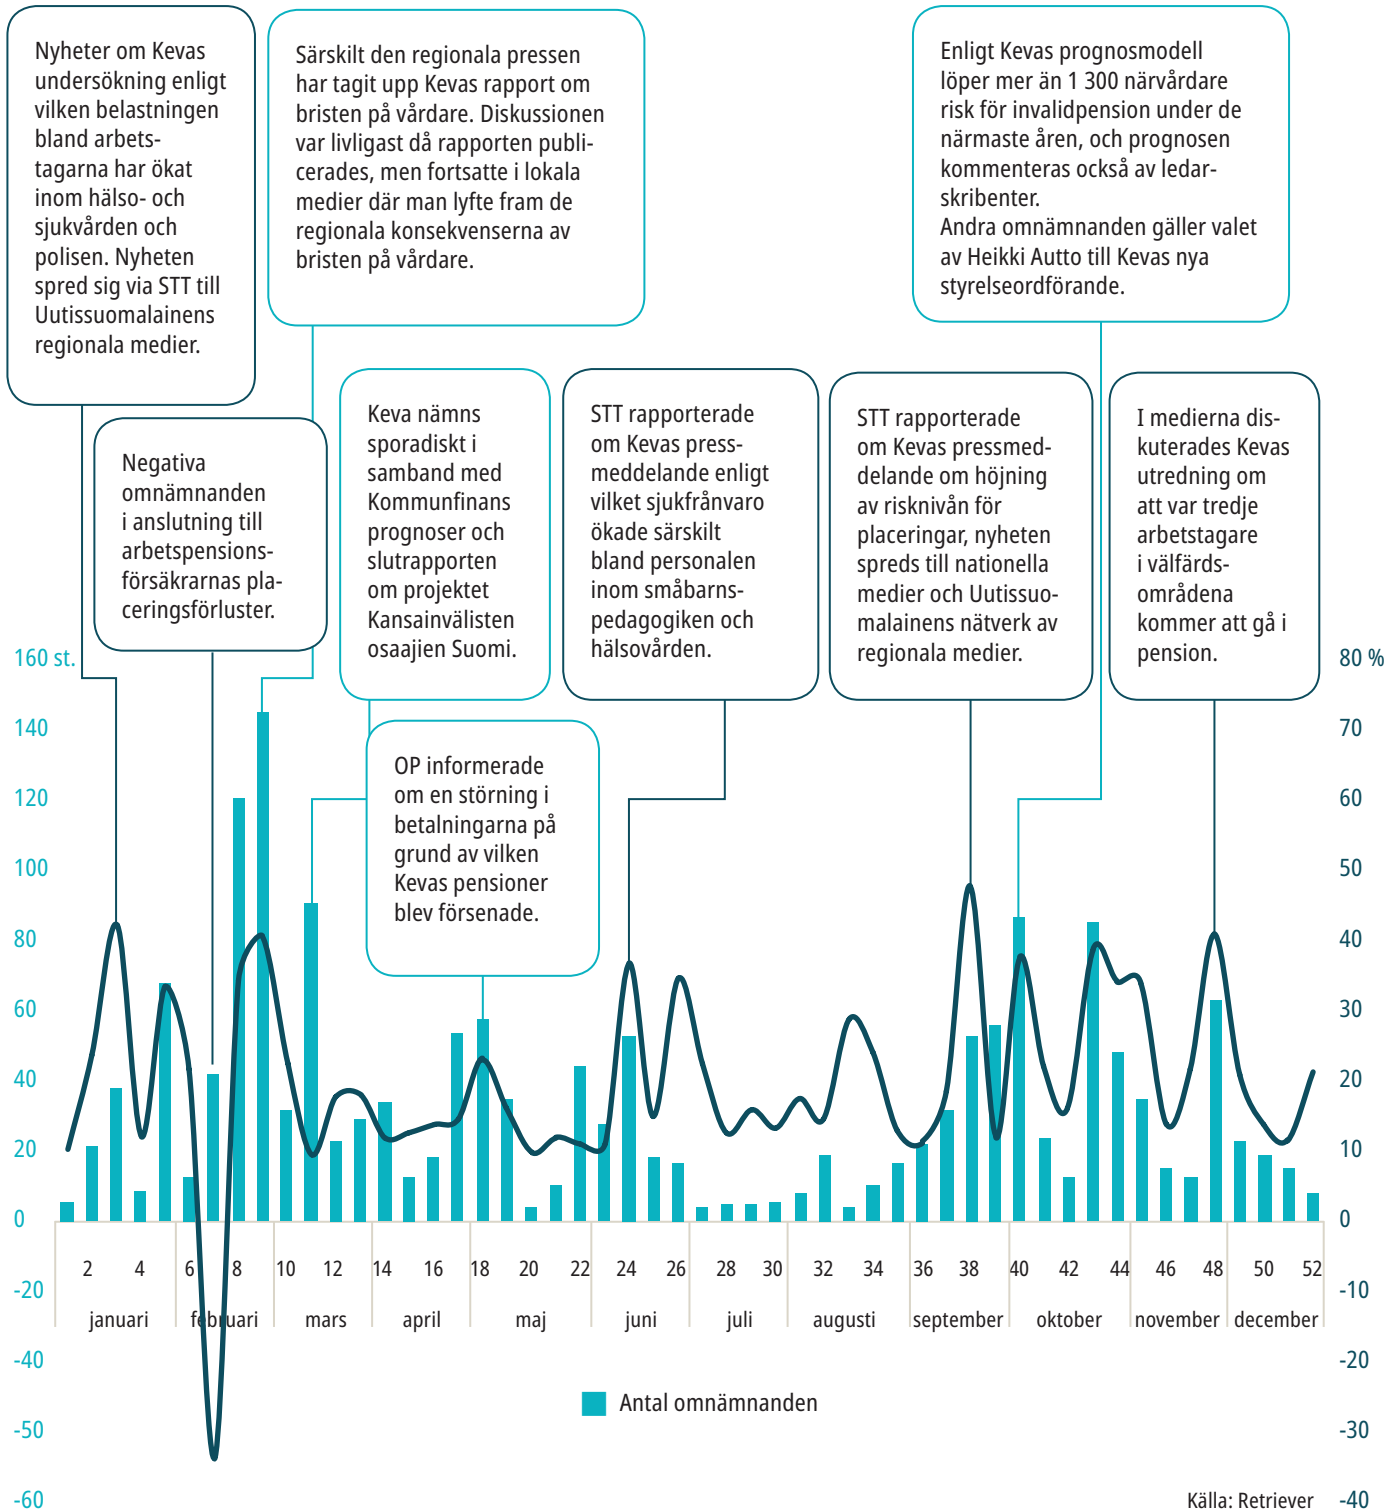 Nyheter om Kevas
undersökning enligt
vilken belastningen
bland arbets-
tagarna har ökat
inom hälso- och
sjukvården och
polisen. Nyheten
spred sig via STT till
Uutissuomalainens
regionala medier.
Särskilt den regionala pressen
har tagit upp Kevas rapport om
bristen på vårdare. Diskussionen
var livligast då rapporten publi-
cerades, men fortsatte i lokala
medier där man lyfte fram de
regionala konsekvenserna av
bristen på vårdare.
Enligt Kevas prognosmodell
löper mer än 1 300 närvårdare
risk för invalidpension under de
närmaste åren, och prognosen
kommenteras också av ledar-
skribenter.
Andra omnämnanden gäller valet
av Heikki Autto till Kevas nya
styrelseordförande.
Negativa
omnämnanden
i anslutning till
arbetspensions-
försäkrarnas pla-
ceringsförluster.
Keva nämns
sporadiskt i
samband med
Kommunfinans
prognoser och
slutrapporten
om projektet
Kansainvälisten
osaajien Suomi.
STT rapporterade
om Kevas press-
meddelande enligt
vilket sjukfrånvaro
ökade särskilt
bland personalen
inom småbarns-
pedagogiken och
hälsovården.
STT rapporterade
om Kevas pressmed-
delande om höjning
av risknivån för
placeringar, nyheten
spreds till nationella
medier och Uutissuo-
malainens nätverk av
regionala medier.
I medierna dis-
kuterades Kevas
utredning om
att var tredje
arbetstagare
i välfärds-
områdena
kommer att gå i
pension.
OP informerade
om en störning i
betalningarna på
grund av vilken
Kevas pensioner
blev försenade.
160 st.
140
120
100
80
60
40
20
0
-20
-40
-50
-60
80 %
70
60
50
40
30
20
10
0
-10
-20
-30
-40
2 4 6 8 10 12 14 16 18 20 22 24 26 28 30 32 34 36 38 40 42 44 46 48 50 52
januari februari mars april maj juni juli augusti september oktober november december
Antal omnämnanden
Källa: Retriever